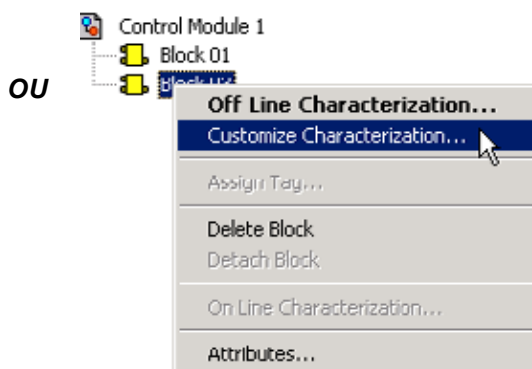 Control Module 1
Block 01
OU
Block
Off Line Characterization...
Customize Characterization...
Assign Tag...
Delete Block
Detach Block
On Line Characterization...
Attributes...